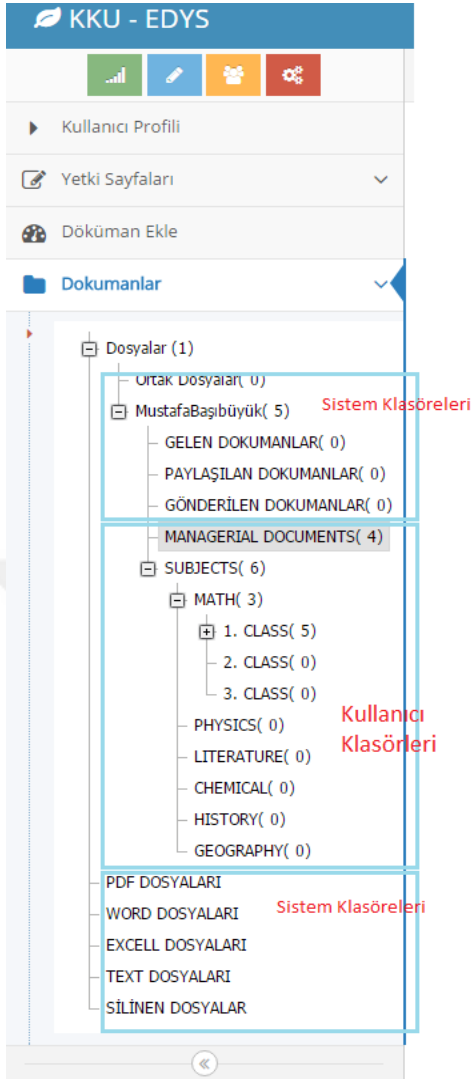 KKU - EDYS
Kullanıcı Profili
Yetki Sayfaları
Döküman Ekle
Dokumanlar
Dosyalar (1)
Ortak Dosyalar( 0)
MustafaBaşıbüyük( 5)
Sistem Klasöreleri
GELEN DOKUMANLAR( 0)
PAYLAŞILAN DOKUMANLAR( 0)
GÖNDERİLEN DOKUMANLAR( 0)
MANAGERIAL DOCUMENTS( 4)
SUBJECTS( 6)
MATH( 3)
1. CLASS( 5)
2. CLASS( 0)
3. CLASS( 0)
Kullanıcı
Klasörleri
PHYSICS( 0)
LITERATURE( 0)
CHEMICAL( 0)
HISTORY( 0)
GEOGRAPHY( 0)
PDF DOSYALARI
WORD DOSYALARI
Sistem Klasöreleri
EXCELL DOSYALARI
TEXT DOSYALARI
SİLİNEN DOSYALAR